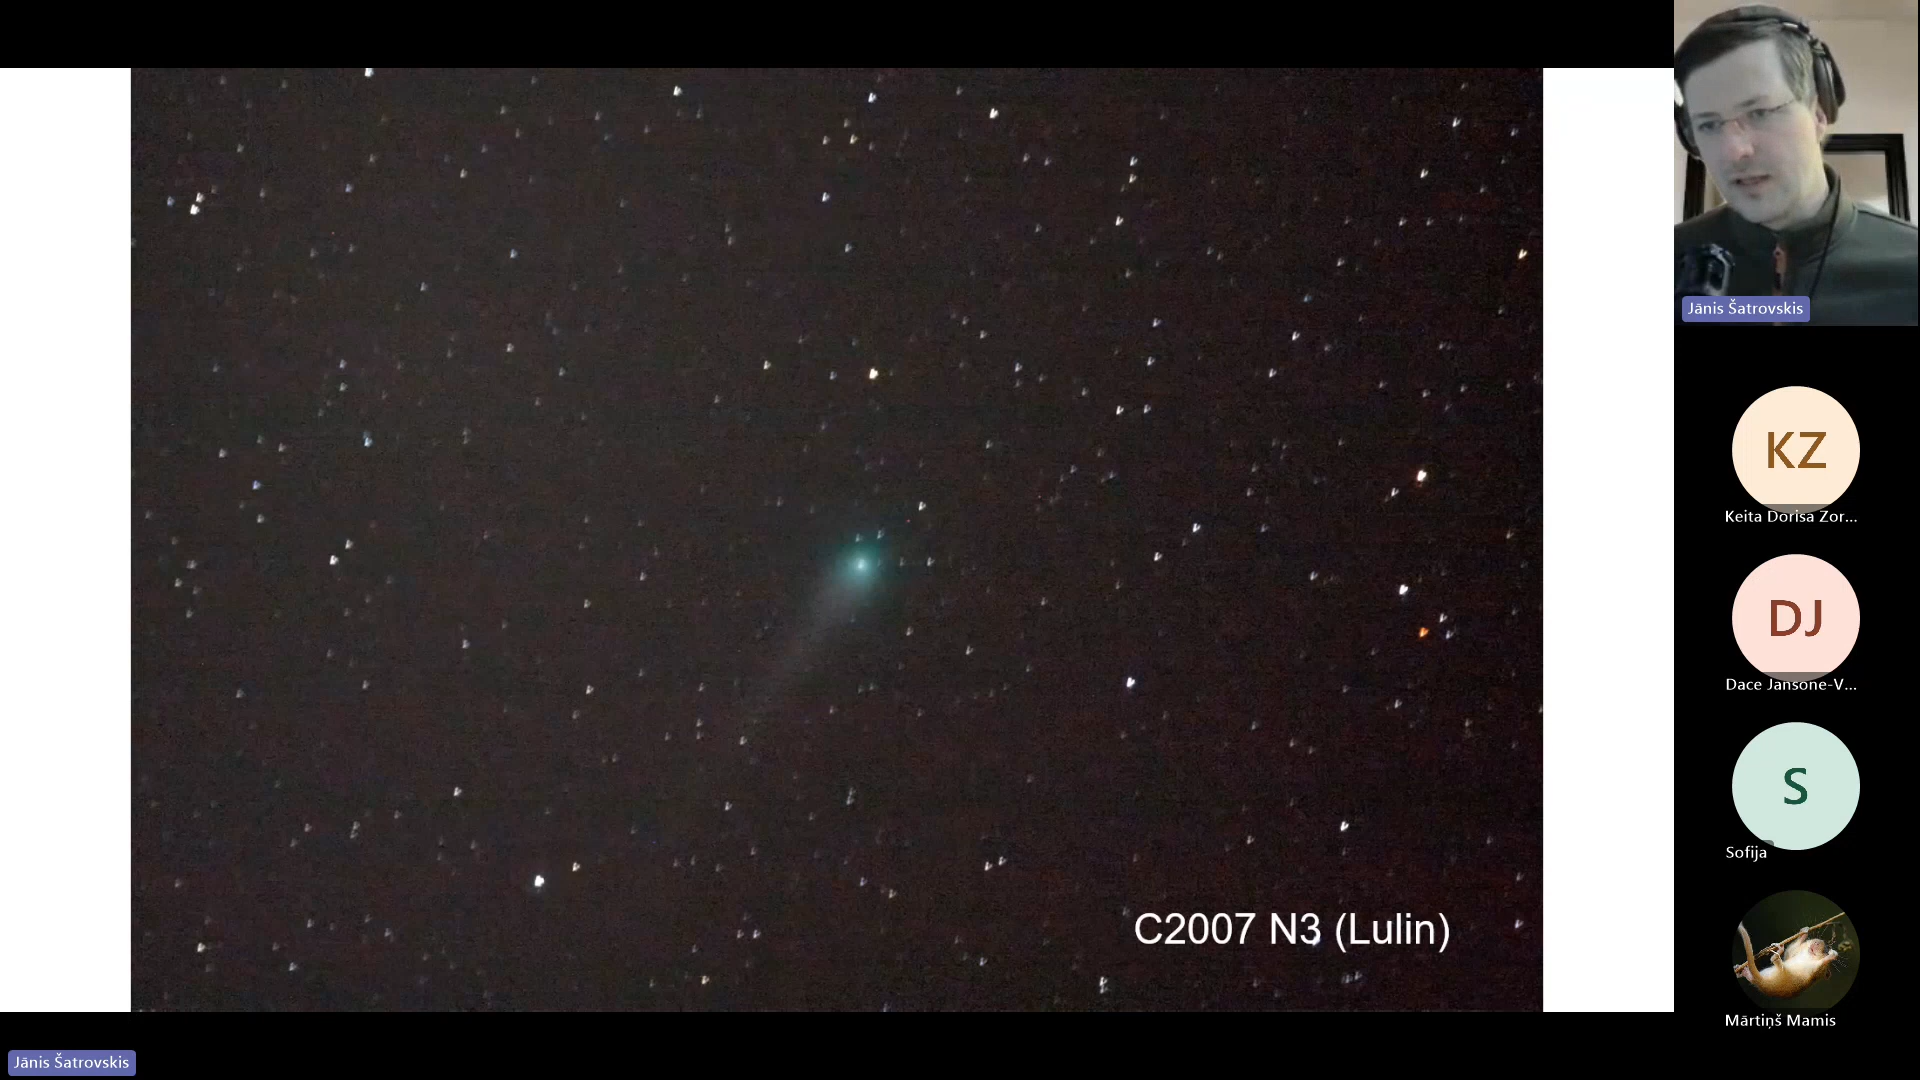 C2007 N3 (Lulin)
Jānis Šatrovskis
KZ
Keita Dorisa Zor...
DJ
Dace Jansone-V...
S
Sofija
Mārtiņš Mamis
Jānis Šatrovskis